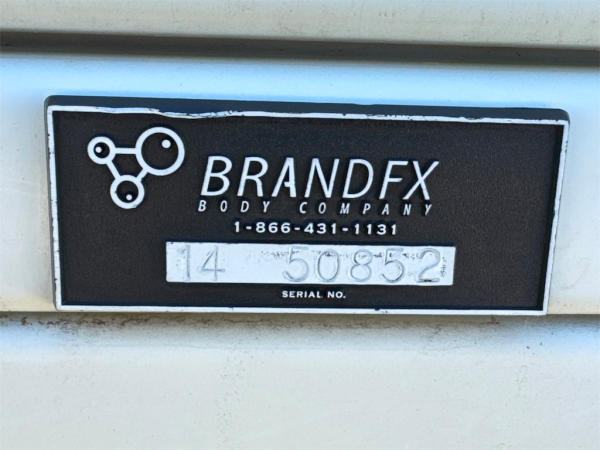 BRANDFX
BODY COMPANY
1-866-431-1131
14 50852
SERIAL NO.